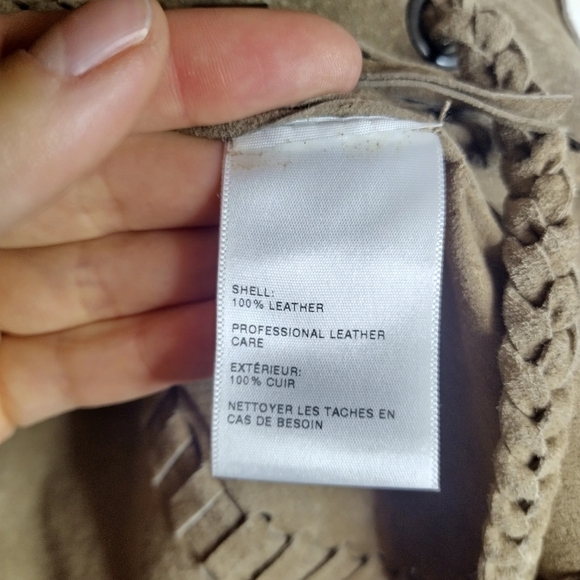 SHELL:
100% LEATHER
PROFESSIONAL LEATHER
CARE
EXTÉRIEUR:
100% CUIR
NETTOYER LES TACHES EN
CAS DE BESOIN